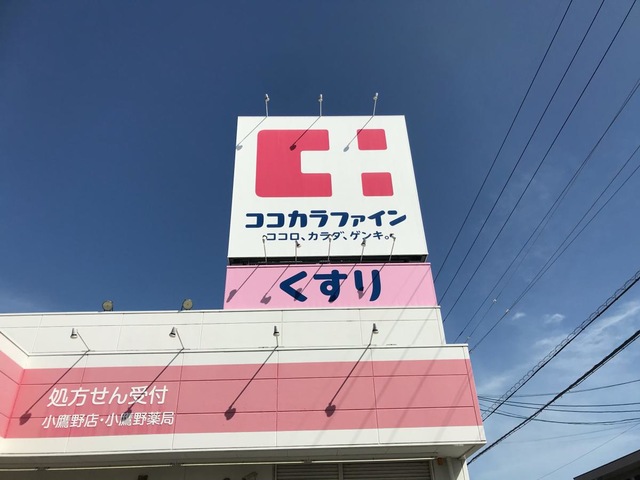 ココカラファイン
ココロ、カラダ、ゲンキ。
くすり
処方せん受付
小鷹野店・小鷹野薬局